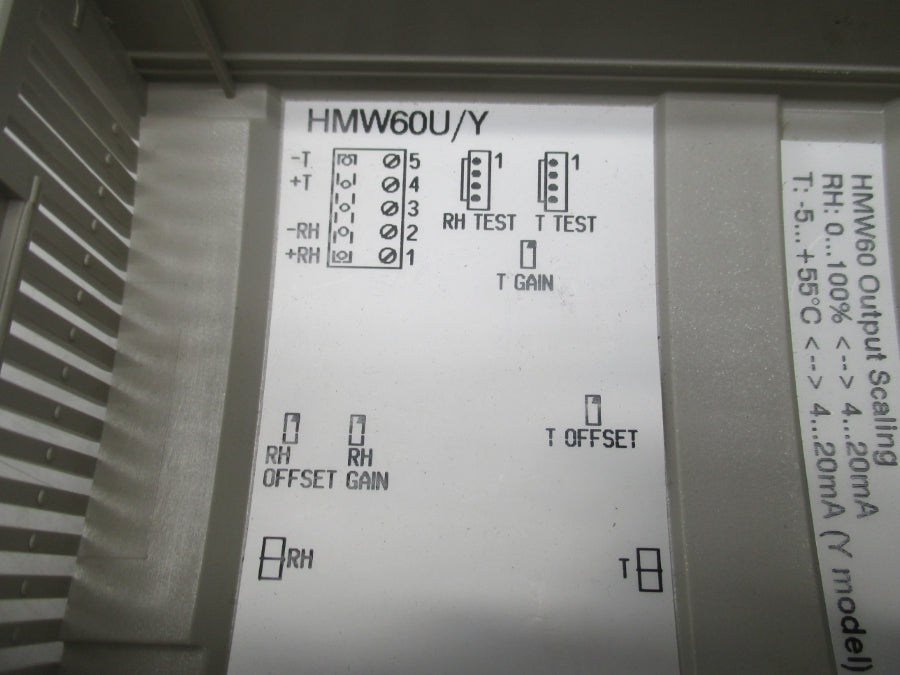 HMW60U/Y
-T 5
+T 4
3
-RH 2
+RH 1
1
RH TEST
1
T TEST
T GAIN
T OFFSET
RH
OFFSET
RH
GAIN
RH
T
HMW60 Output Scaling
RH: 0...100% <--> 4...20mA
T: -5...+55°C <--> 4...20mA (Y model)